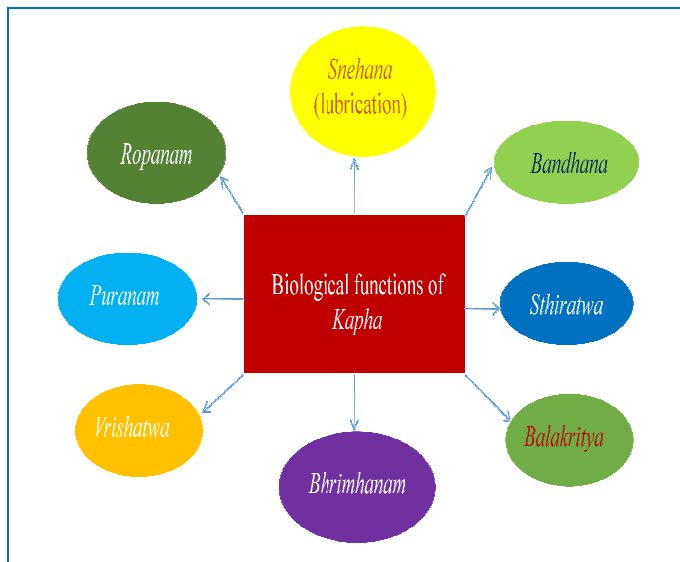 Snehana
(lubrication)
Ropanam
Bandhana
Biological functions of
Kapha
Puranam
Sthiratwa
Vrishatwa
Balakritya
Bhrimhanam